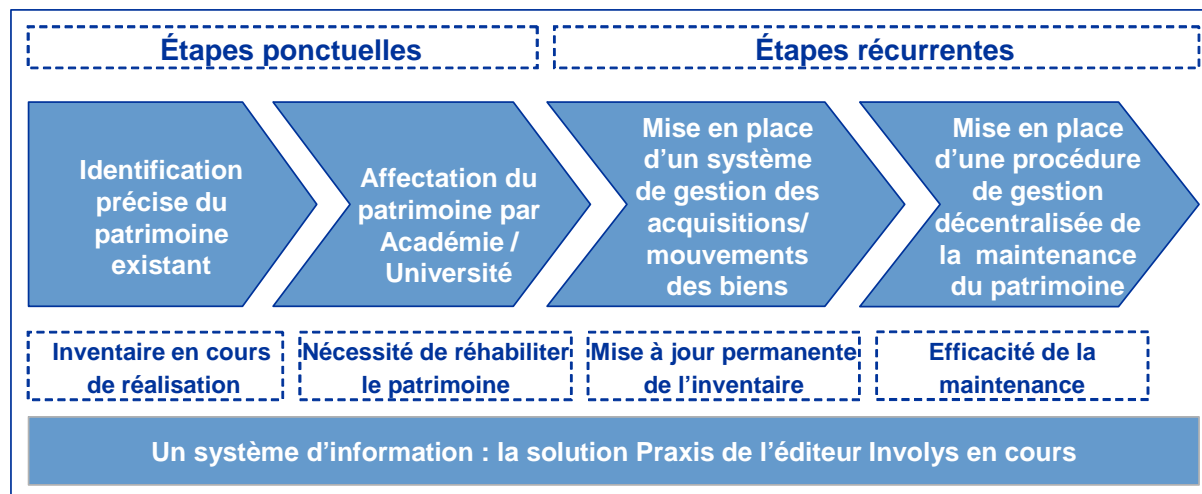 Étapes ponctuelles
Étapes récurrentes
Identification
précise du
patrimoine
existant
Affectation du
patrimoine par
Académie /
Université
Mise en place
d’un système
de gestion des
acquisitions/
mouvements
des biens
Mise en place
d’une procédure
de gestion
décentralisée de
la maintenance
du patrimoine
Inventaire en cours
de réalisation
Nécessité de réhabiliter
le patrimoine
Mise à jour permanente
de l’inventaire
Efficacité de la
maintenance
Un système d’information : la solution Praxis de l’éditeur Involys en cours